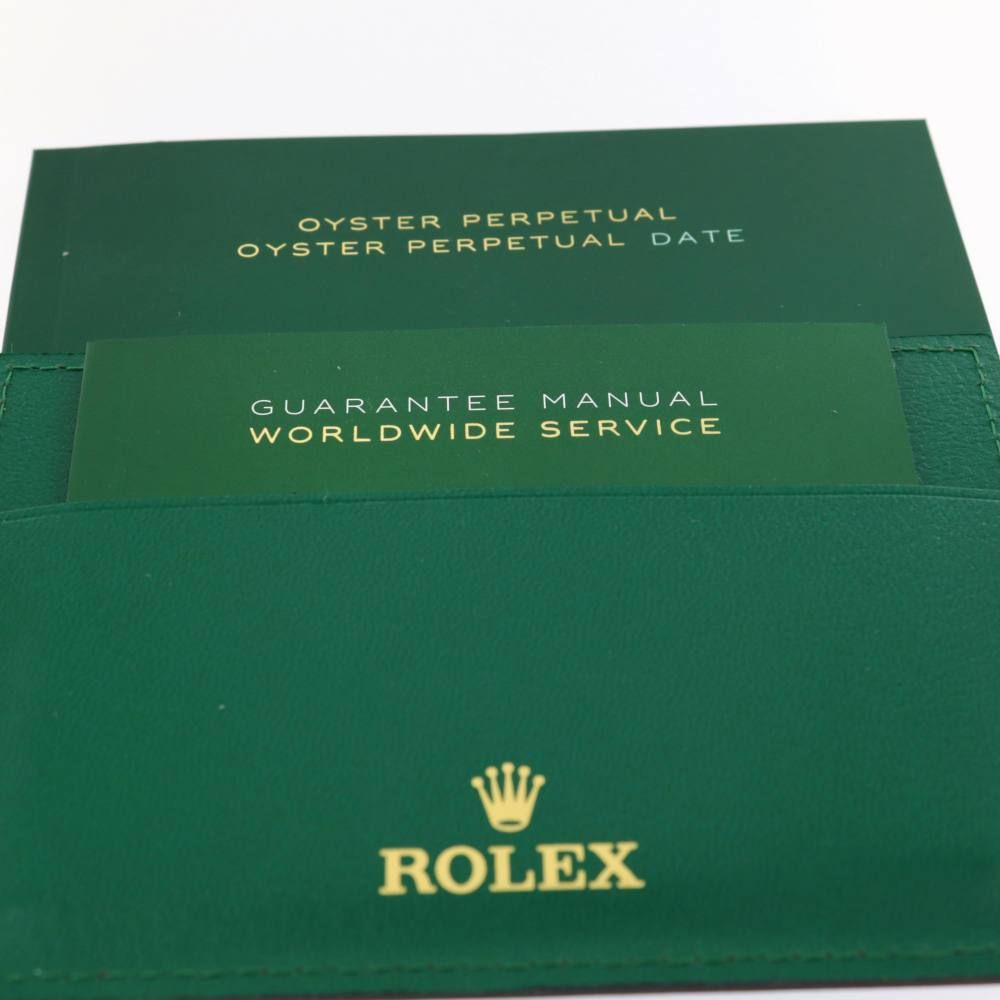 OYSTER PERPETUAL
OYSTER PERPETUAL DATE
GUARANTEE MANUAL
WORLDWIDE SERVICE
ROLEX